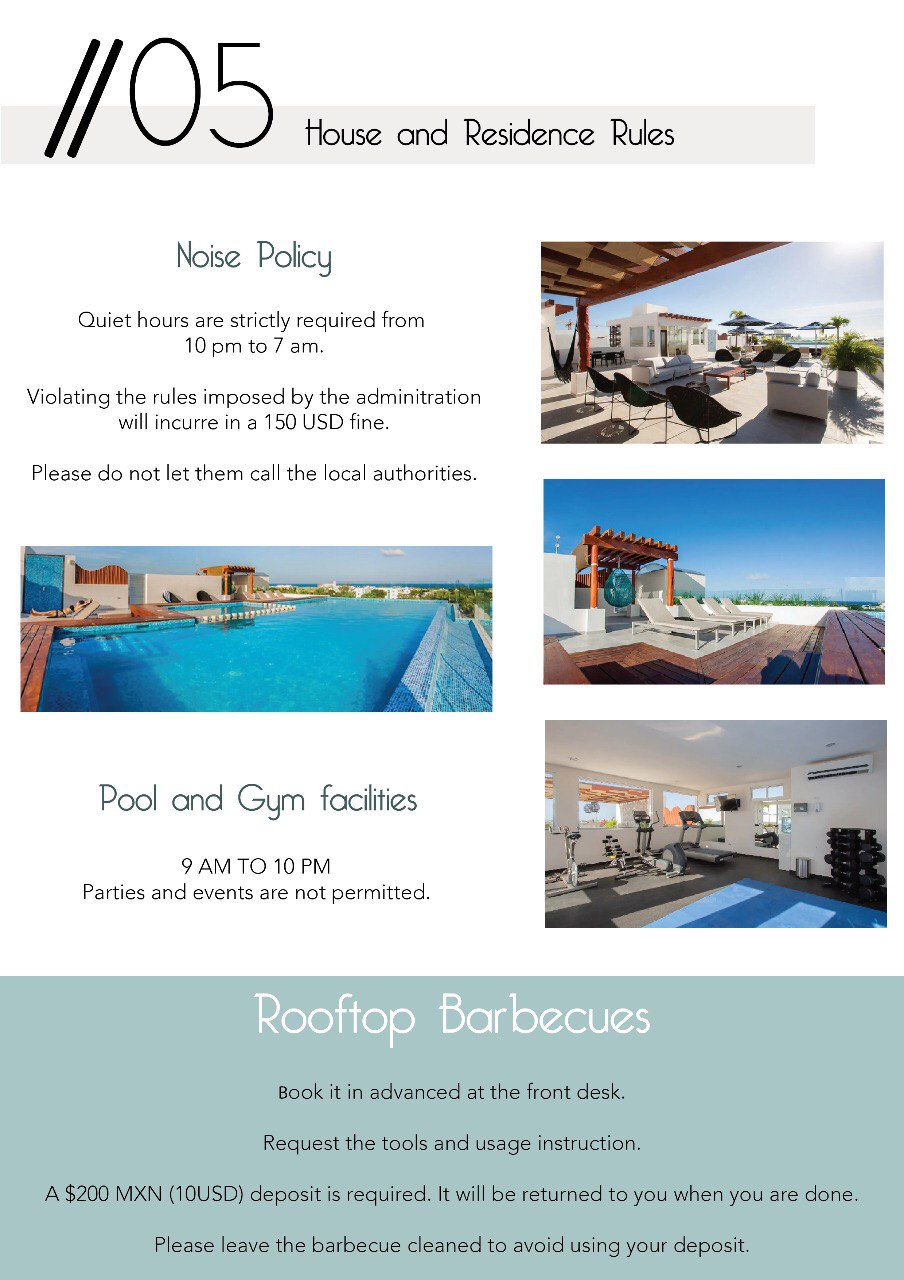 //05
House and Residence Rules
Noise Policy
Quiet hours are strictly required from
10 pm to 7 am.
Violating the rules imposed by the adminitration
will incurre in a 150 USD fine.
Please do not let them call the local authorities.
Pool and Gym facilities
9 AM TO 10 PM
Parties and events are not permitted.
Rooftop Barbecues
Book it in advanced at the front desk.
Request the tools and usage instruction.
A $200 MXN (10USD) deposit is required. It will be returned to you when you are done.
Please leave the barbecue cleaned to avoid using your deposit.